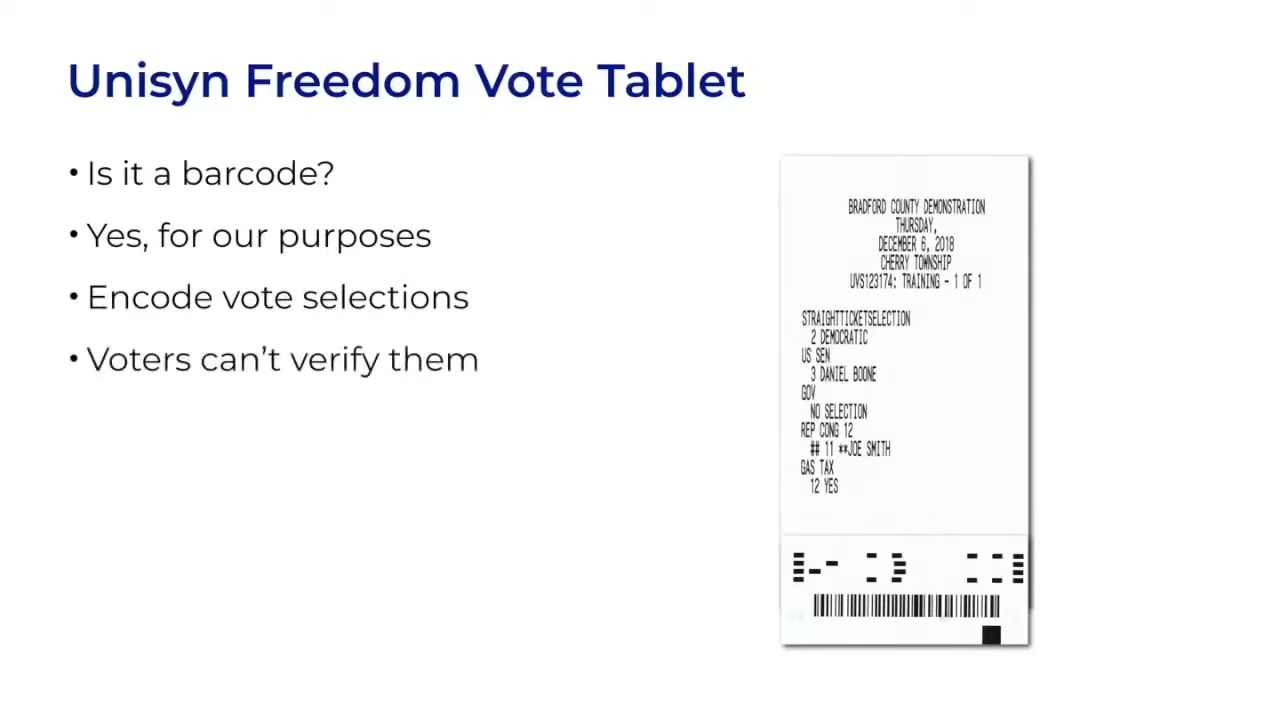 Unisyn Freedom Vote Tablet
• Is it a barcode?
• Yes, for our purposes
• Encode vote selections
• Voters can’t verify them
BRADFORD COUNTY DEMONSTRATION
THURSDAY,
DECEMBER 6, 2018
CHERRY TOWNSHIP
UVS123174: TRAINING - 1 OF 1
STRAIGHTTICKETSELECTION
2 DEMOCRATIC
US SEN
3 DANIEL BOONE
GOV
NO SELECTION
REP CONG 12
## 11 **JOE SMITH
GAS TAX
12 YES